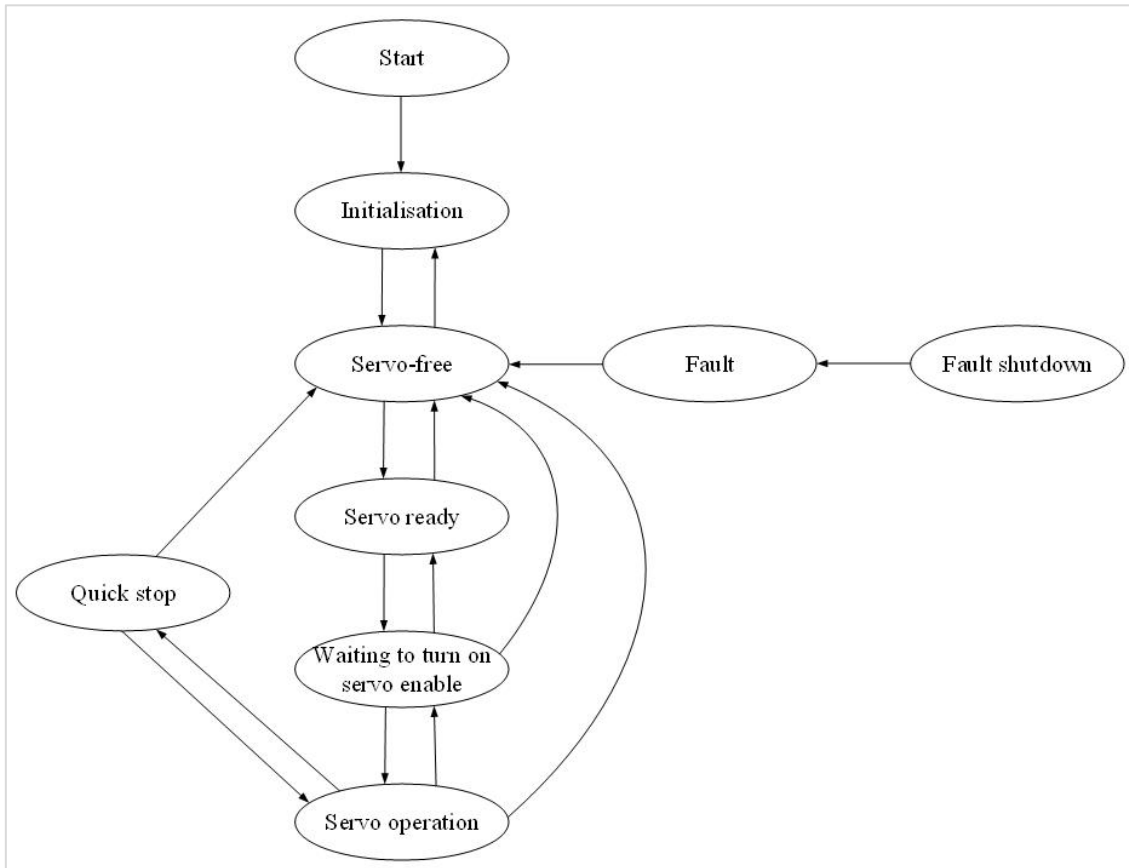 Start
Initialisation
Servo-free
Fault
Fault shutdown
Servo ready
Quick stop
Waiting to turn on
servo enable
Servo operation